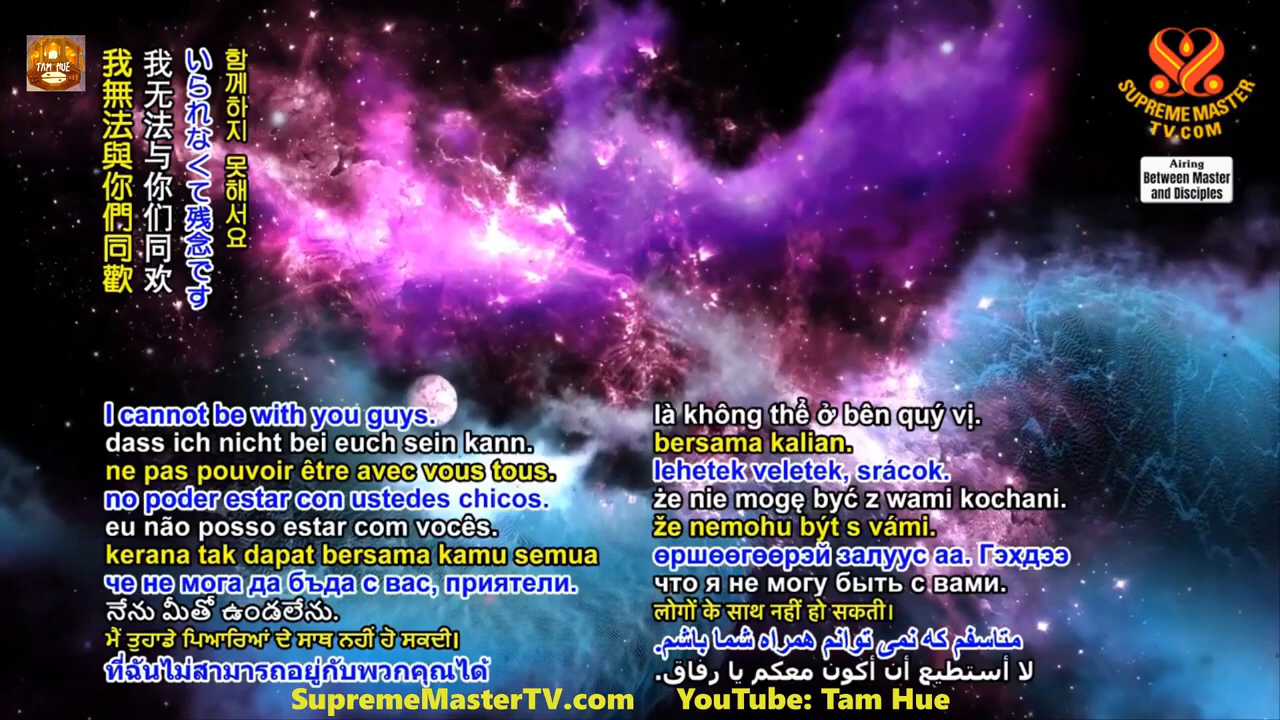 TAM HUE
我無法與你們同歡
我无法与你们同欢
いられなくて残念です
함께하지 못해서요
SUPREME MASTER
TV.COM
Airing
Between Master
and Disciples
I cannot be with you guys.
dass ich nicht bei euch sein kann.
ne pas pouvoir être avec vous tous.
no poder estar con ustedes chicos.
eu não posso estar com vocês.
kerana tak dapat bersama kamu semua
че не мога да бъда с вас, приятели.
నేను మీతో ఉండలేను.
ਮੈਂ ਤੁਹਾਡੇ ਪਿਆਰਿਆਂ ਦੇ ਸਾਥ ਨਹੀਂ ਹੋ ਸਕਦੀ।
ที่ฉันไม่สามารถอยู่กับพวกคุณได้
là không thể ở bên quý vị.
bersama kalian.
lehetek veletek, srácok.
że nie mogę być z wami kochani.
že nemohu být s vámi.
өршөөгөөрэй залуус аа. Гэхдээ
что я не могу быть с вами.
लोगों के साथ नहीं हो सकती।
متاسفم که نمی توانم همراه شما باشم.
لا أستطيع أن أكون معكم يا رفاق.
SupremeMasterTV.com YouTube: Tam Hue